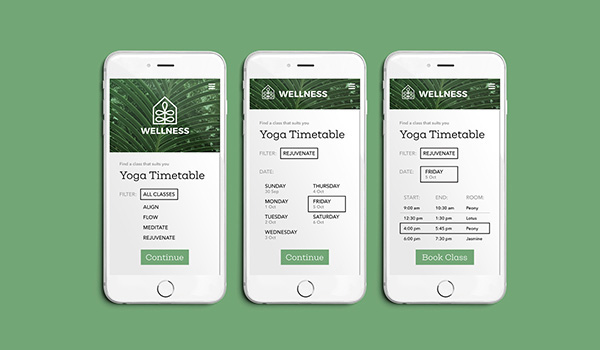 WELLNESS
Find a class that suits you
Yoga Timetable
FILTER: ALL CLASSES
ALIGN
FLOW
MEDITATE
REJUVENATE
Continue
WELLNESS
Find a class that suits you
Yoga Timetable
FILTER: REJUVENATE
DATE:
SUNDAY THURSDAY
30 Sep 4 Oct
MONDAY FRIDAY
1 Oct 5 Oct
TUESDAY SATURDAY
2 Oct 6 Oct
WEDNESDAY
3 Oct
Continue
WELLNESS
Find a class that suits you
Yoga Timetable
FILTER: REJUVENATE
DATE: FRIDAY
5 Oct
START: END: ROOM:
9:00 am 10:30 am Peony
12:30 pm 1:30 pm Lotus
4:00 pm 5:45 pm Peony
6:00 pm 7:30 pm Jasmine
Book Class